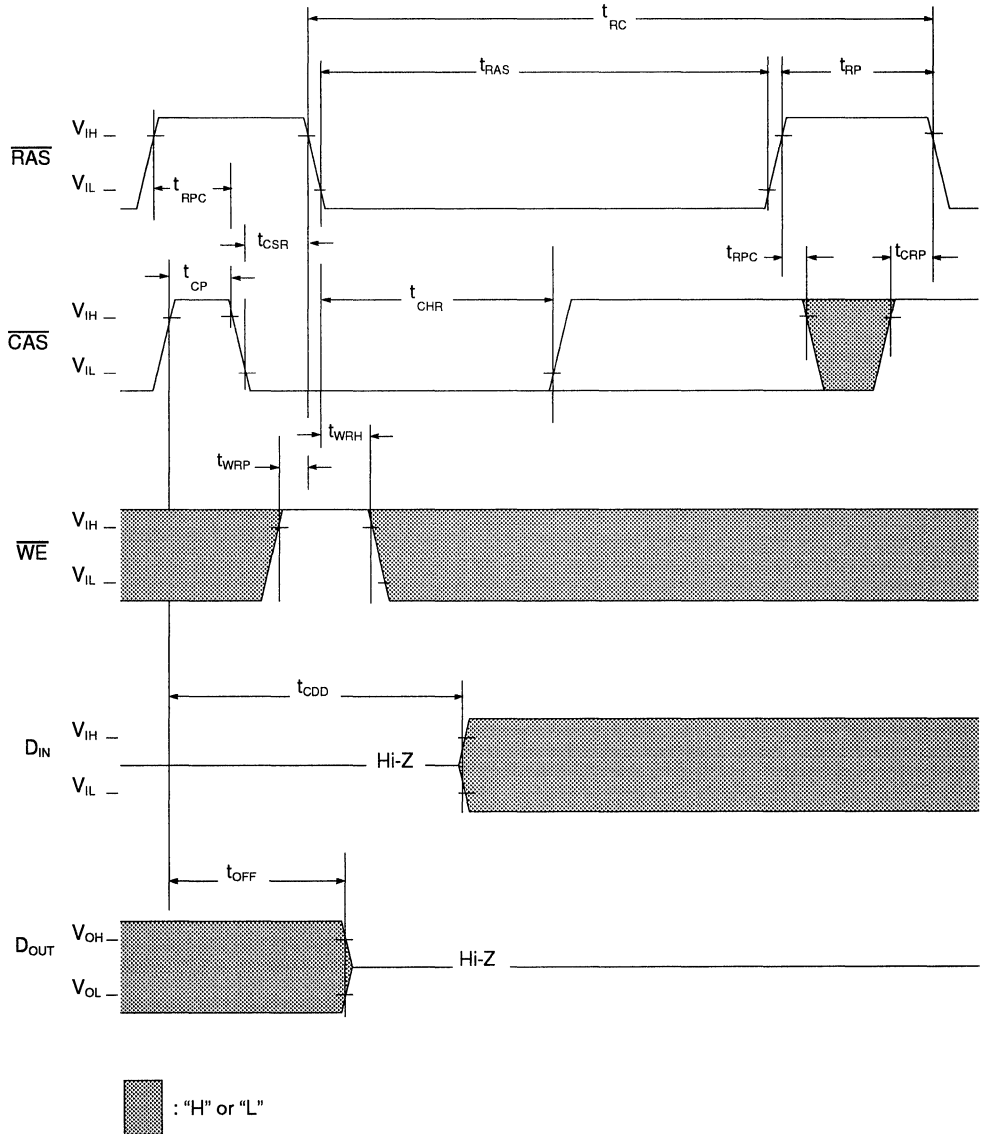 tRC
tRAS
tRP
RAS
VIH
VIL
tRPC
tCSR
tCP
tCHR
tRPC
tCRP
CAS
VIH
VIL
tWRH
tWRP
WE
VIH
VIL
tCDD
DIN
VIH
VIL
Hi-Z
tOFF
DOUT
VOH
VOL
Hi-Z
: “H” or “L”